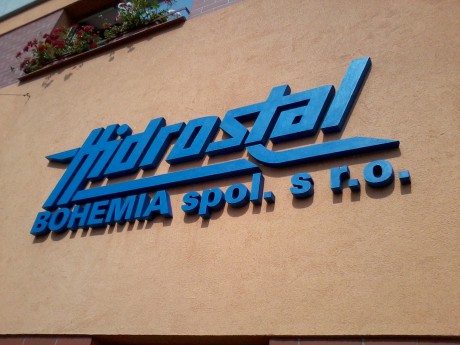 Hidrostal
BOHEMIA spol. s r.o.